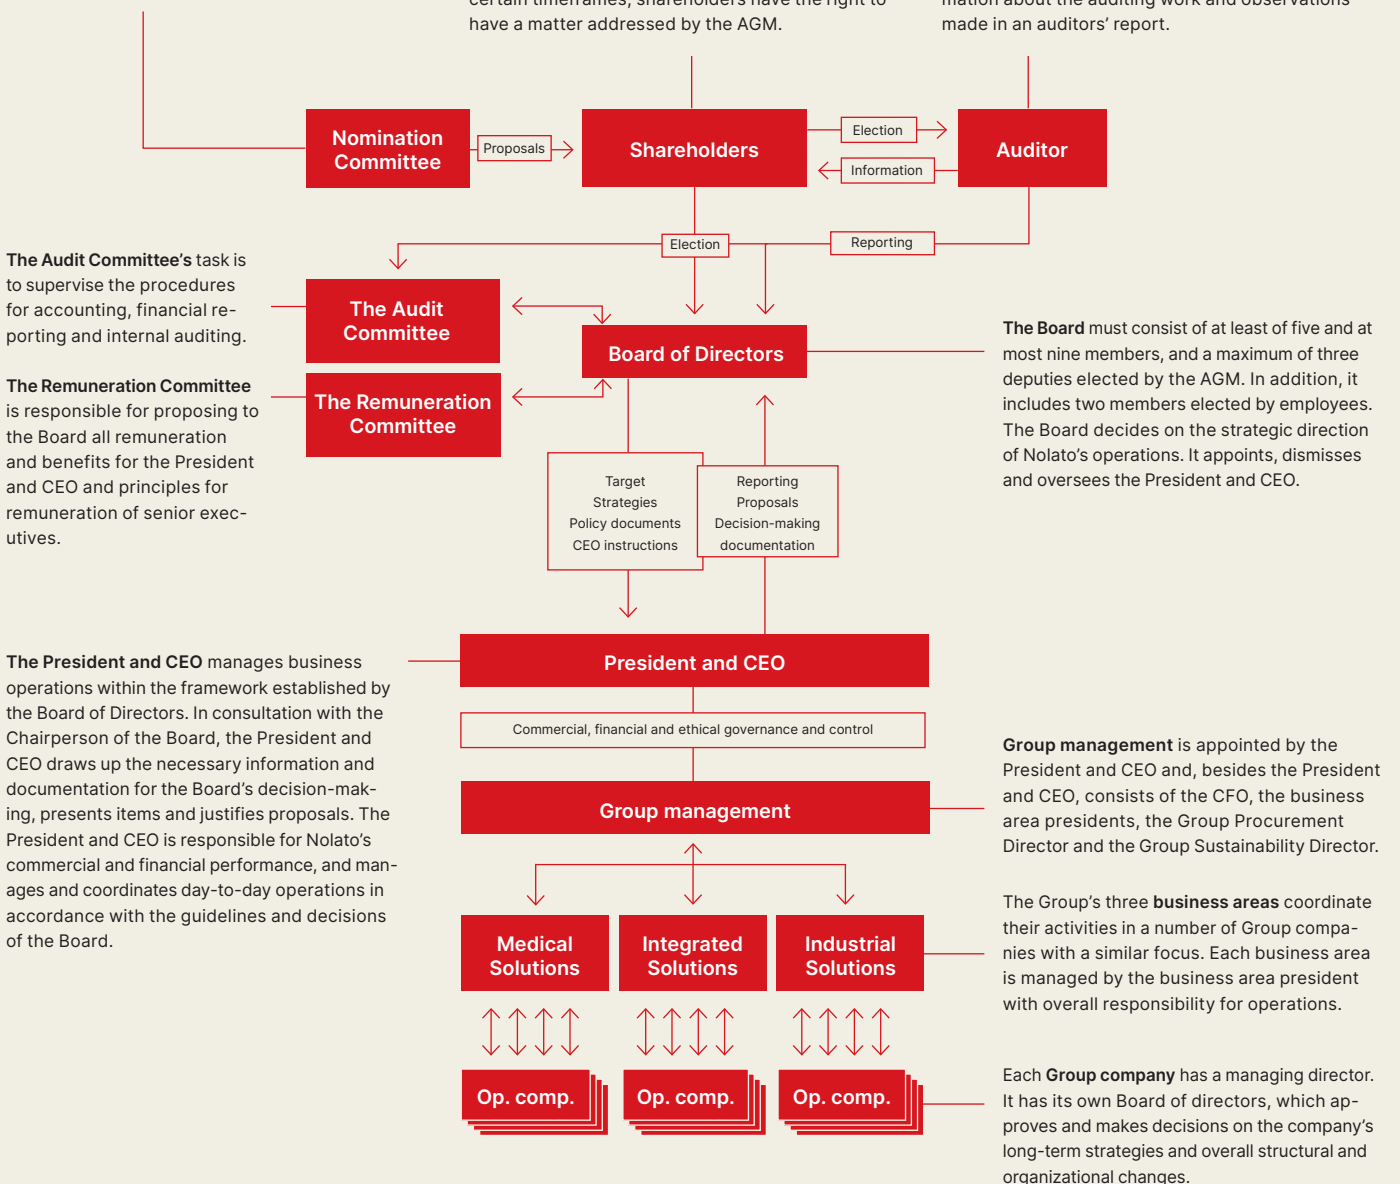 certain timeframes, shareholders have the right to
have a matter addressed by the AGM.
mation about the auditing work and observations
made in an auditors’ report.
Nomination
Committee
Proposals
Shareholders
Election
Information
Auditor
Election
Reporting
The Audit Committee’s task is
to supervise the procedures
for accounting, financial re-
porting and internal auditing.
The Audit
Committee
Board of Directors
The Board must consist of at least of five and at
most nine members, and a maximum of three
deputies elected by the AGM. In addition, it
includes two members elected by employees.
The Board decides on the strategic direction
of Nolato’s operations. It appoints, dismisses
and oversees the President and CEO.
The Remuneration Committee
is responsible for proposing to
the Board all remuneration
and benefits for the President
and CEO and principles for
remuneration of senior exec-
utives.
The Remuneration
Committee
Target
Strategies
Policy documents
CEO instructions
Reporting
Proposals
Decision-making
documentation
The President and CEO manages business
operations within the framework established by
the Board of Directors. In consultation with the
Chairperson of the Board, the President and
CEO draws up the necessary information and
documentation for the Board’s decision-mak-
ing, presents items and justifies proposals. The
President and CEO is responsible for Nolato’s
commercial and financial performance, and man-
ages and coordinates day-to-day operations in
accordance with the guidelines and decisions
of the Board.
President and CEO
Commercial, financial and ethical governance and control
Group management
Group management is appointed by the
President and CEO and, besides the President
and CEO, consists of the CFO, the business
area presidents, the Group Procurement
Director and the Group Sustainability Director.
Medical
Solutions
Integrated
Solutions
Industrial
Solutions
The Group’s three business areas coordinate
their activities in a number of Group compa-
nies with a similar focus. Each business area
is managed by the business area president
with overall responsibility for operations.
Op. comp.
Op. comp.
Op. comp.
Each Group company has a managing director.
It has its own Board of directors, which ap-
proves and makes decisions on the company’s
long-term strategies and overall structural and
organizational changes.